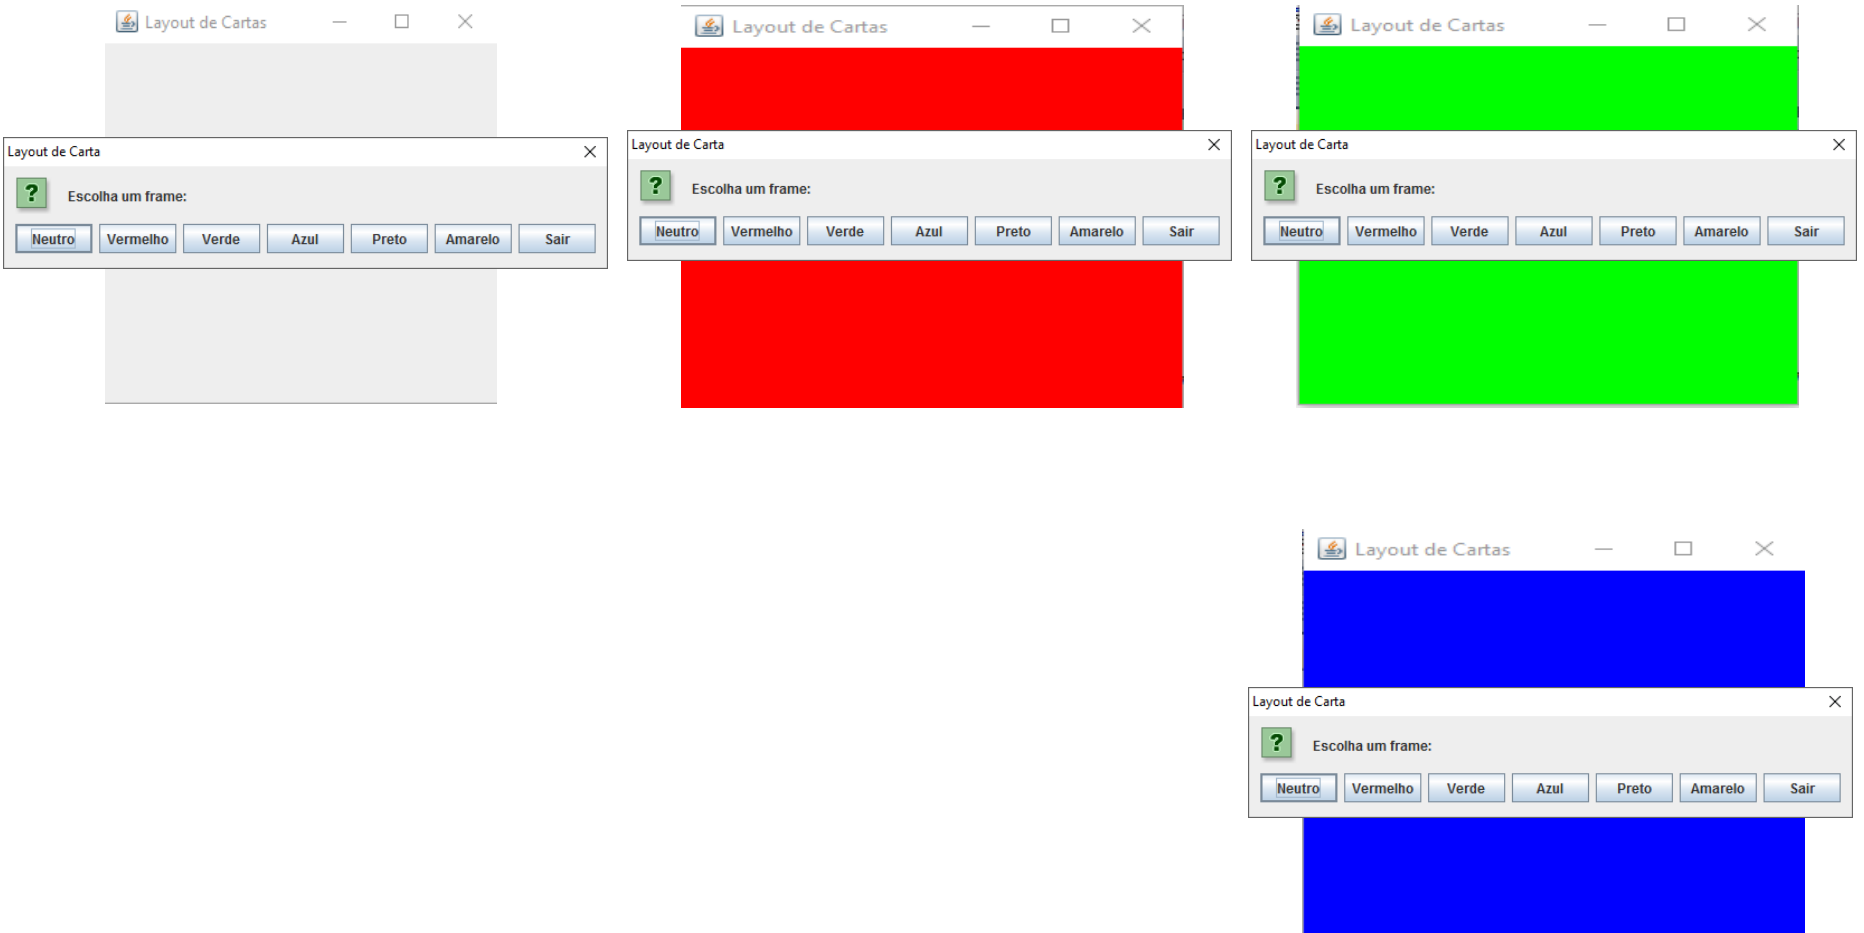 Layout de Cartas
Layout de Carta
?
Escolha um frame:
Neutro Vermelho Verde Azul Preto Amarelo Sair
Layout de Cartas
Layout de Carta
?
Escolha um frame:
Neutro Vermelho Verde Azul Preto Amarelo Sair
Layout de Cartas
Layout de Carta
?
Escolha um frame:
Neutro Vermelho Verde Azul Preto Amarelo Sair
Layout de Cartas
Layout de Carta
?
Escolha um frame:
Neutro Vermelho Verde Azul Preto Amarelo Sair